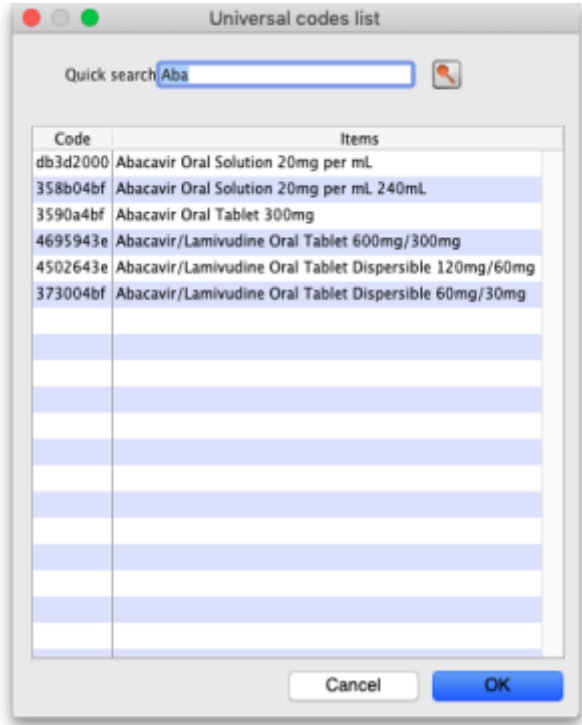 Universal codes list
Quick search Aba
Code Items
db3d2000 Abacavir Oral Solution 20mg per mL
358b04bf Abacavir Oral Solution 20mg per mL 240mL
3590a4bf Abacavir Oral Tablet 300mg
4695943e Abacavir/Lamivudine Oral Tablet 600mg/300mg
4502643e Abacavir/Lamivudine Oral Tablet Dispersible 120mg/60mg
373004bf Abacavir/Lamivudine Oral Tablet Dispersible 60mg/30mg
Cancel OK